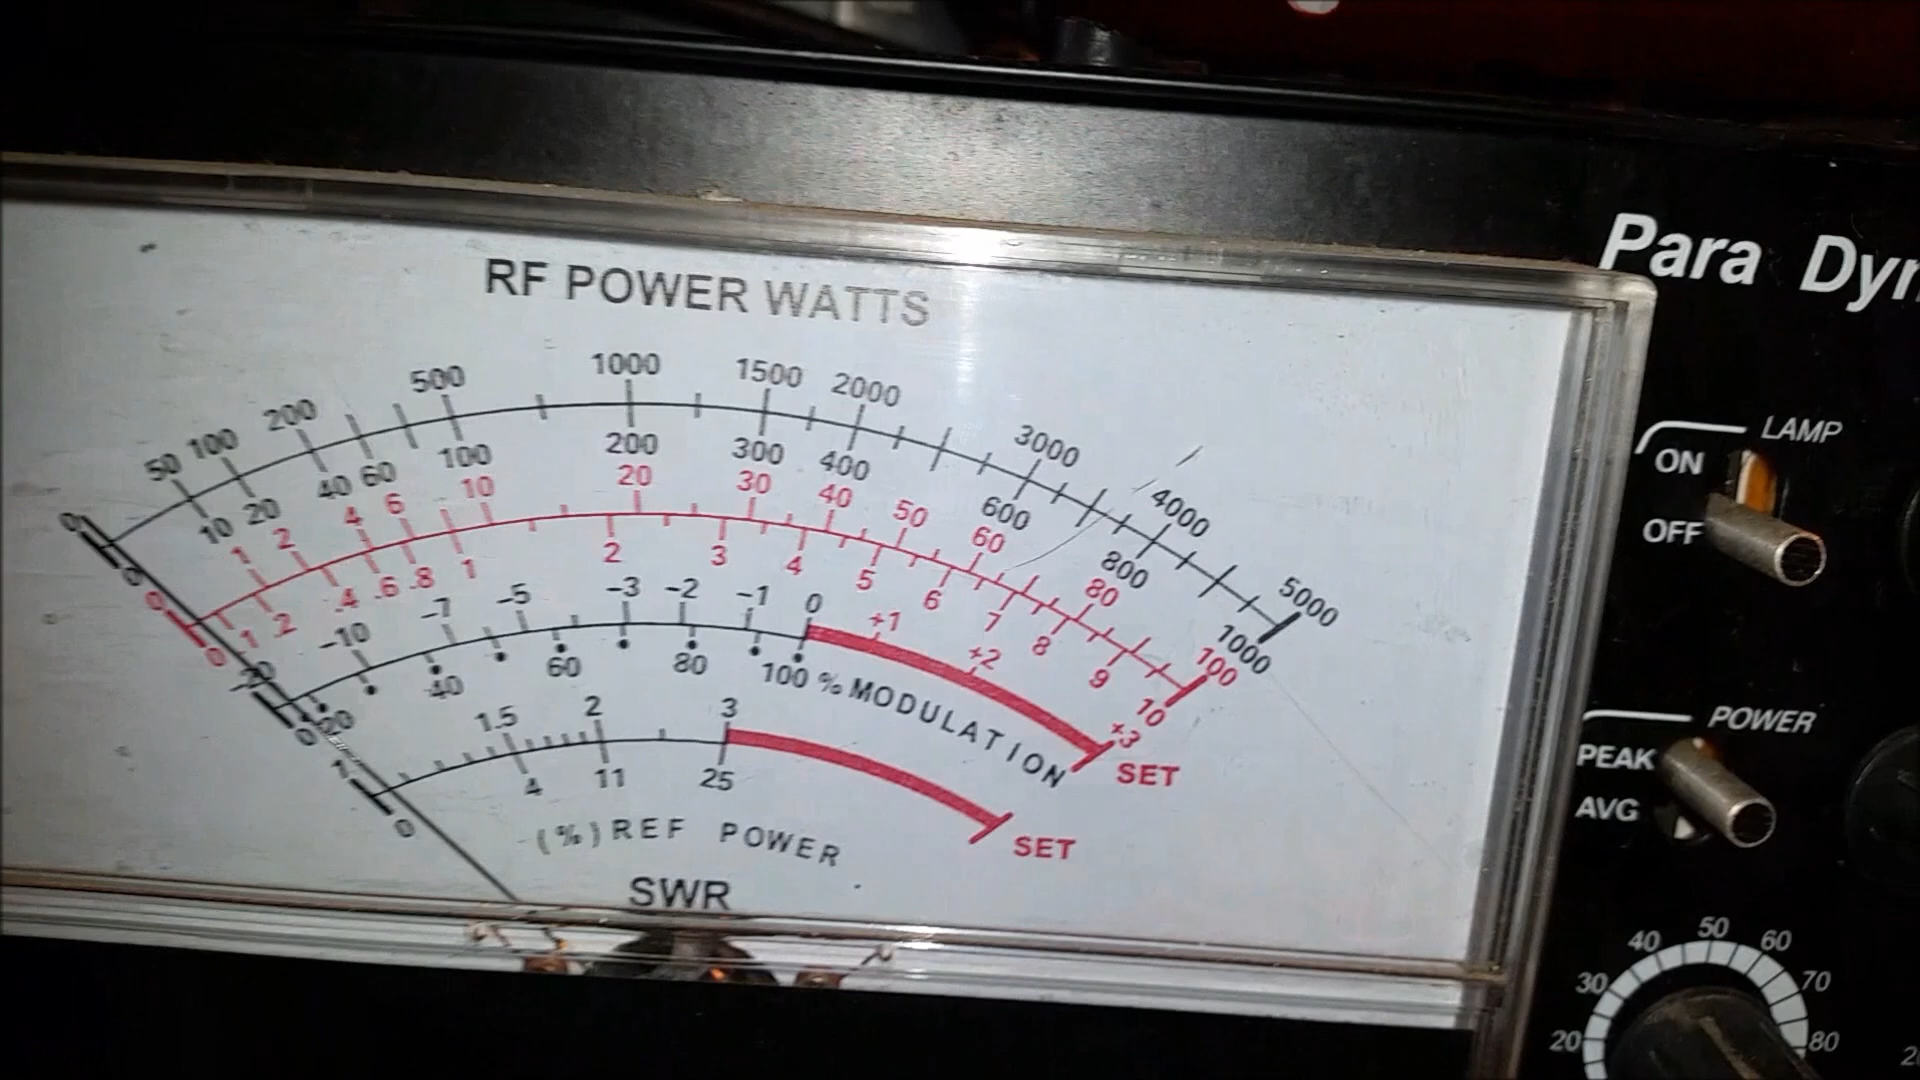 RF POWER WATTS
0 50 100 200 500 1000 1500 2000 3000 4000 5000
0 10 20 40 60 100 200 300 400 600 800 1000
0 1 2 4 6 10 20 30 40 50 60 80 100
0 .1 .2 .4 .6 .8 1 2 3 4 5 6 7 8 9 10
-20 -10 -7 -5 -3 -2 -1 0 +1 +2 +3
0 20 40 60 80 100 % MODULATION SET
1 1.5 2 3
0 4 11 25 SET
(%) REF POWER
SWR
Para Dyn
LAMP
ON
OFF
POWER
PEAK
AVG
20 30 40 50 60 70 80